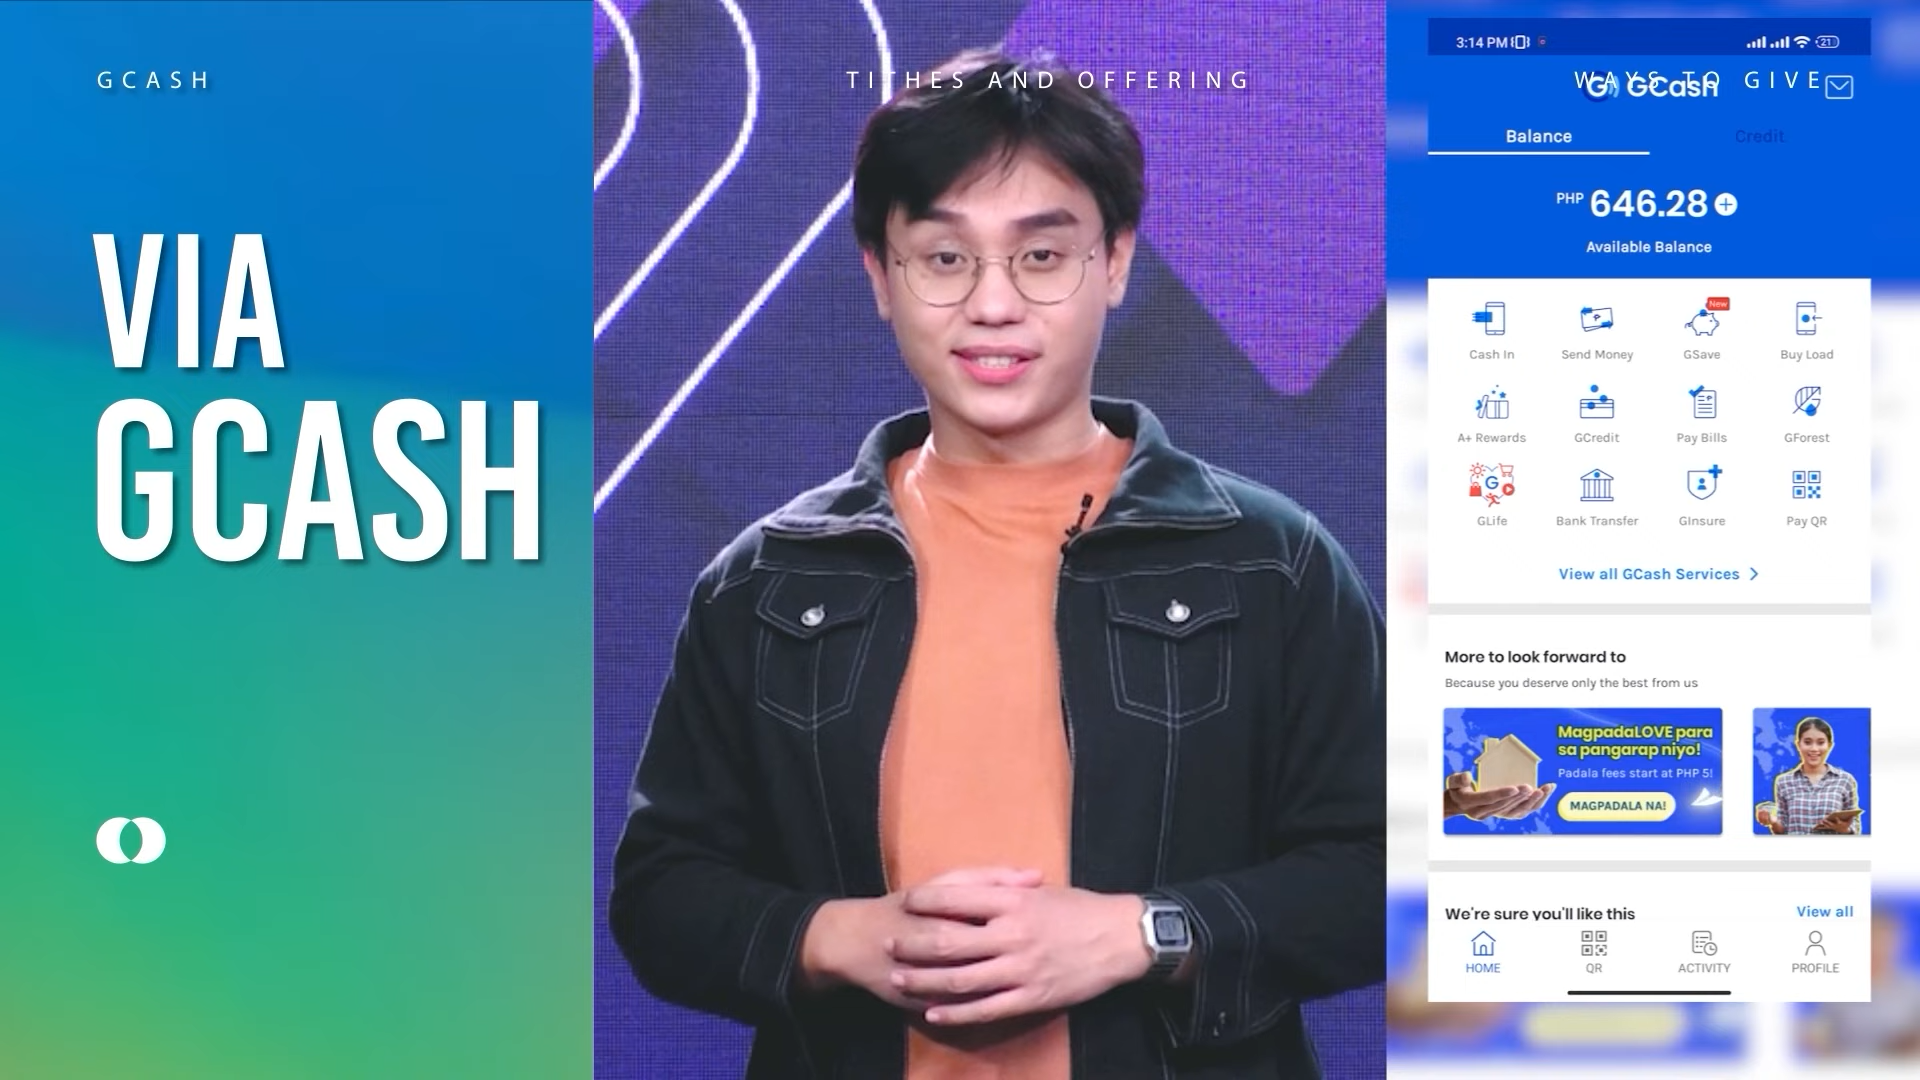 GCASH
TITHES AND OFFERING
WAYS TO GIVE
VIA
GCASH
3:14 PM
21
GCash
Balance
Credit
PHP 646.28
Available Balance
New
Cash In
Send Money
GSave
Buy Load
A+ Rewards
GCredit
Pay Bills
GForest
G
GLife
Bank Transfer
GInsure
Pay QR
View all GCash Services
More to look forward to
Because you deserve only the best from us
MagpadaLOVE para
sa pangarap niyo!
Padala fees start at PHP 5!
MAGPADALA NA!
We're sure you'll like this
View all
HOME
QR
ACTIVITY
PROFILE